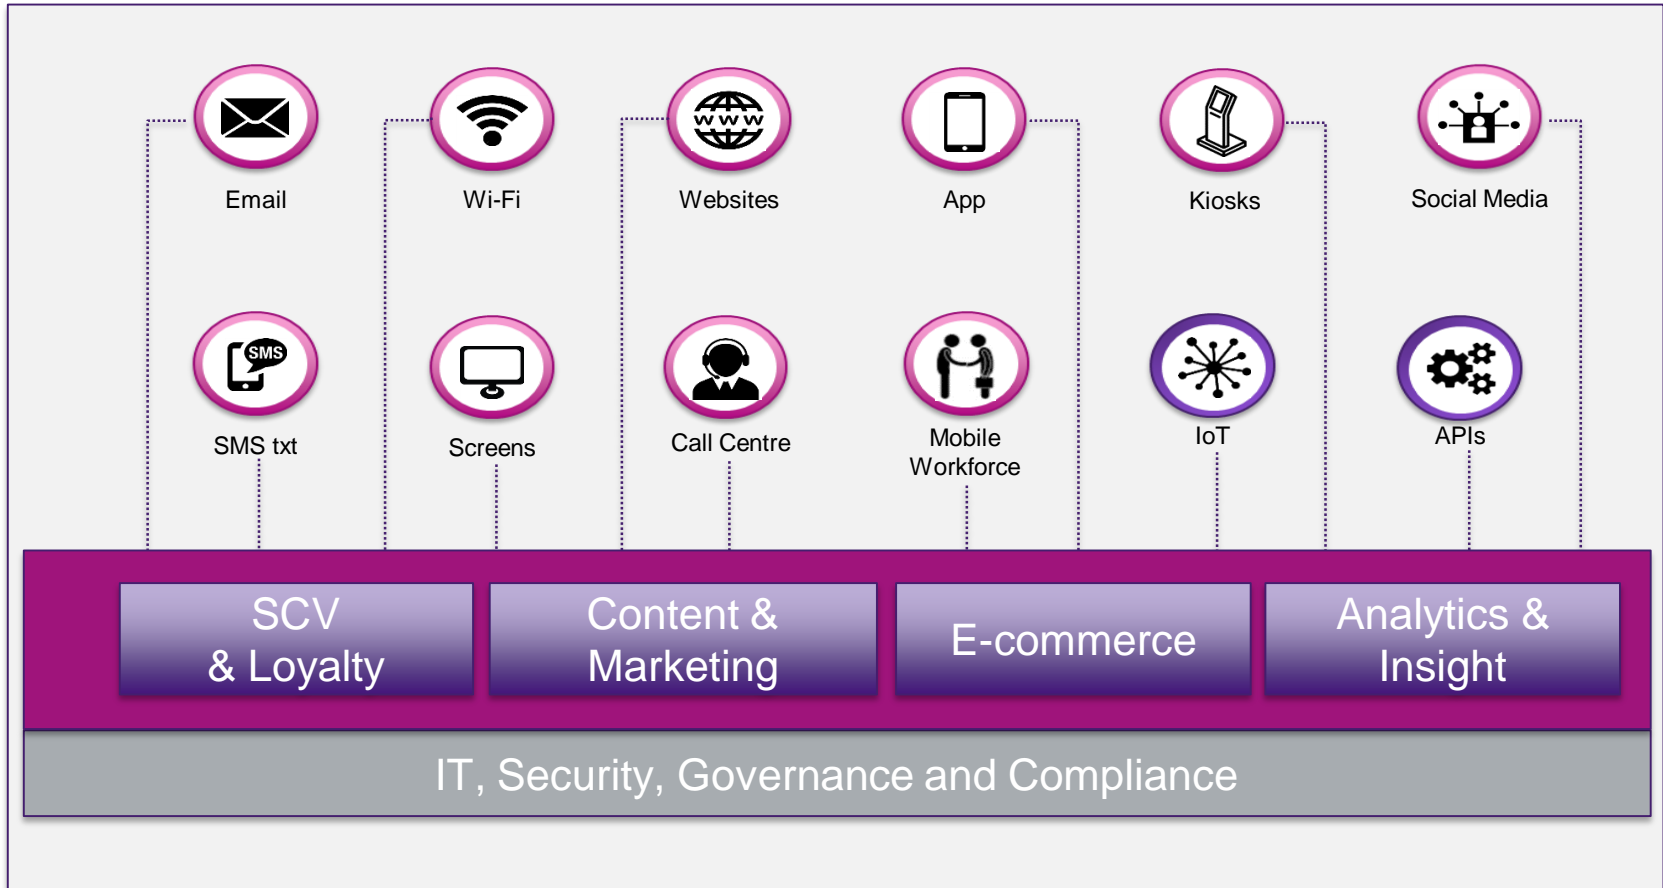 WWW
Email
Wi-Fi
Websites
App
Kiosks
Social Media
SMS
SMS txt
Screens
Call Centre
Mobile
Workforce
IoT
APIs
SCV
& Loyalty
Content &
Marketing
E-commerce
Analytics &
Insight
IT, Security, Governance and Compliance